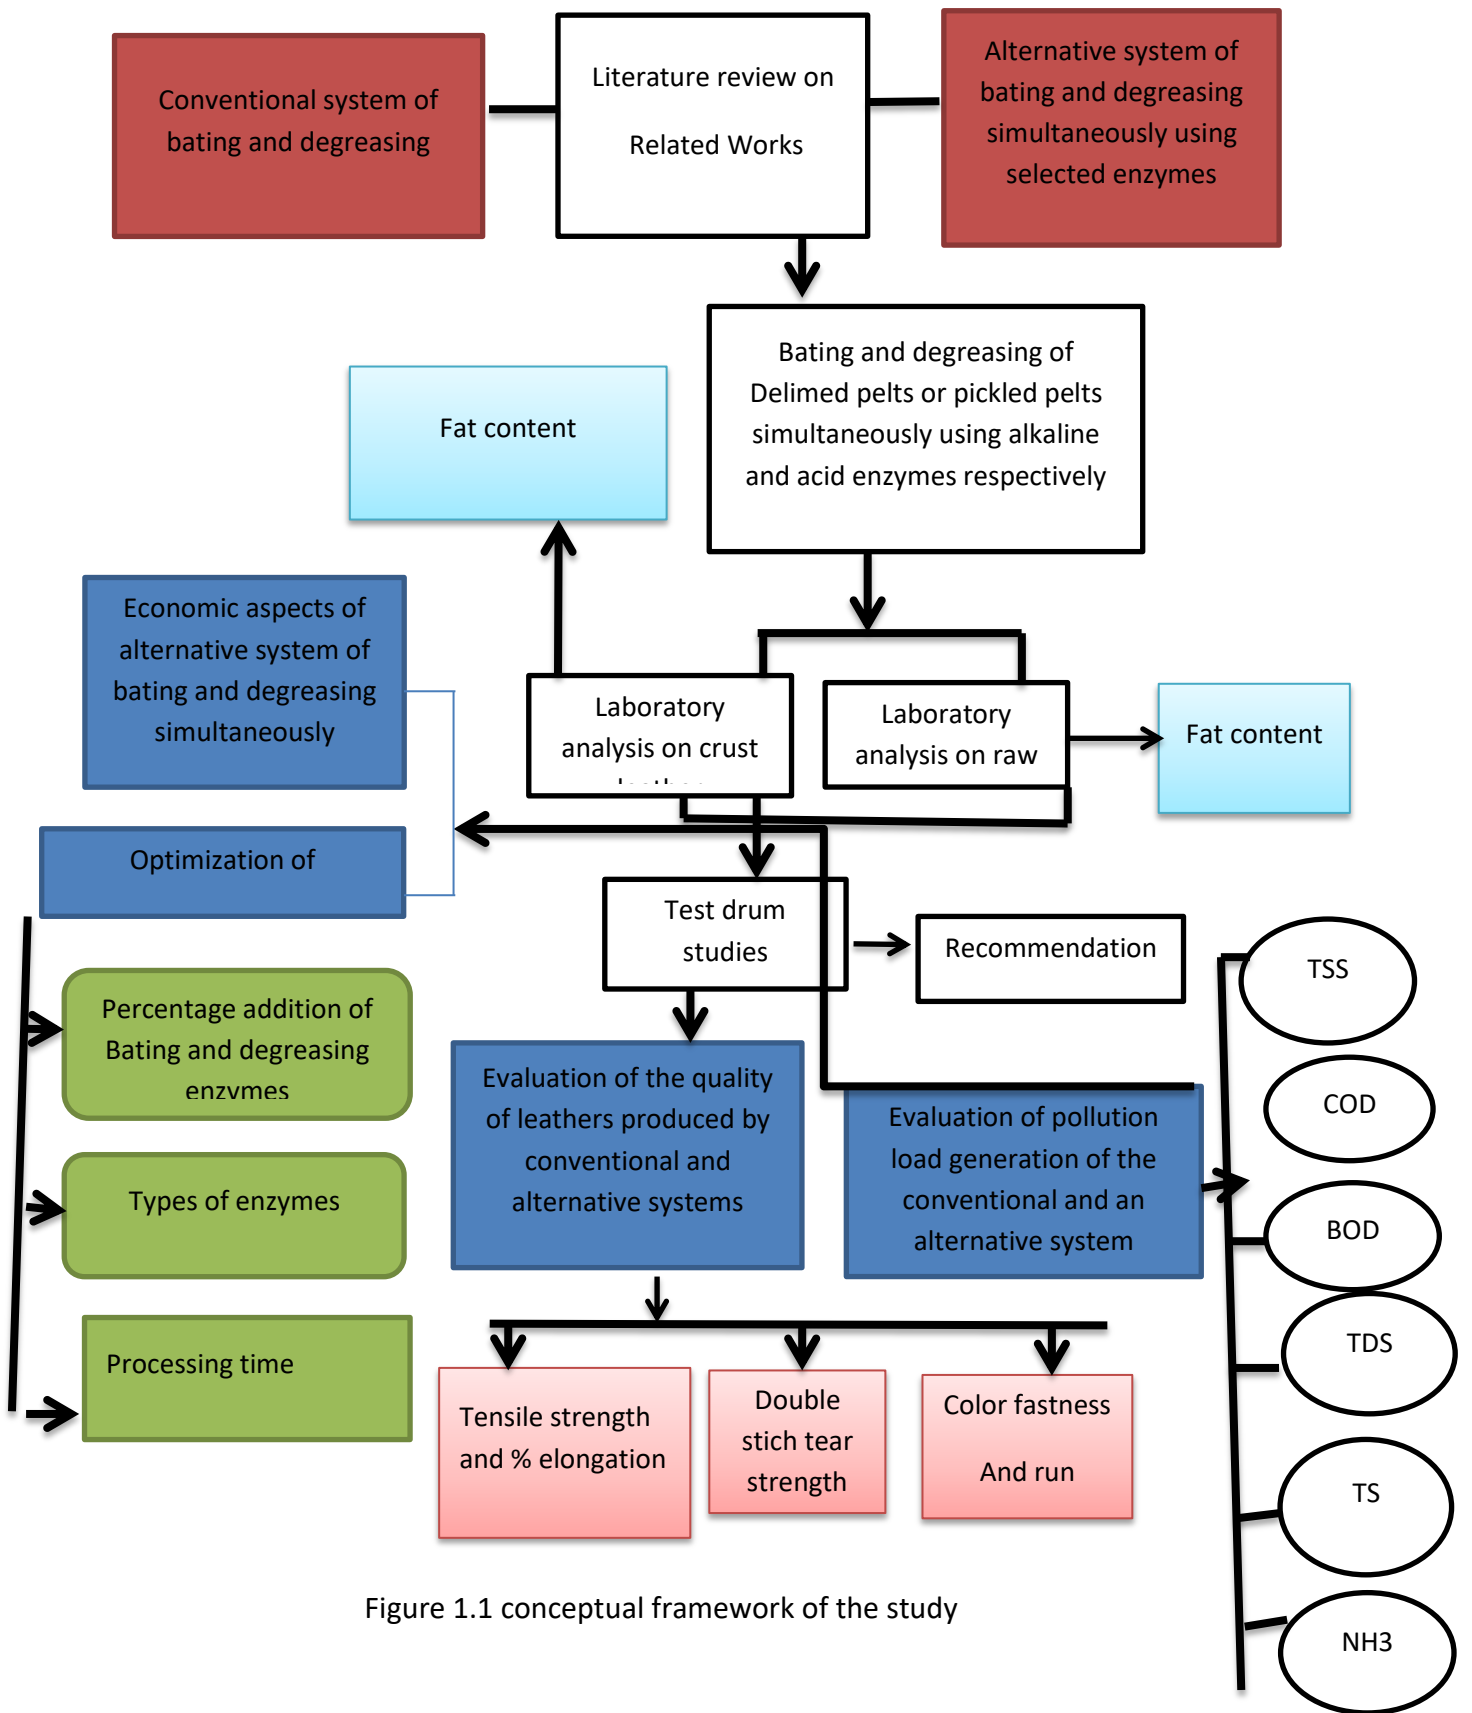 Conventional system of
bating and degreasing
Literature review on
Related Works
Alternative system of
bating and degreasing
simultaneously using
selected enzymes
Bating and degreasing of
Delimed pelts or pickled pelts
simultaneously using alkaline
and acid enzymes respectively
Fat content
Economic aspects of
alternative system of
bating and degreasing
simultaneously
Laboratory
analysis on crust
Laboratory
analysis on raw
Fat content
Optimization of
Test drum
studies
Recommendation
Percentage addition of
Bating and degreasing
enzymes
Types of enzymes
Processing time
Evaluation of the quality
of leathers produced by
conventional and
alternative systems
Evaluation of pollution
load generation of the
conventional and an
alternative system
TSS
COD
BOD
TDS
TS
NH3
Tensile strength
and % elongation
Double
stich tear
strength
Color fastness
And run
Figure 1.1 conceptual framework of the study